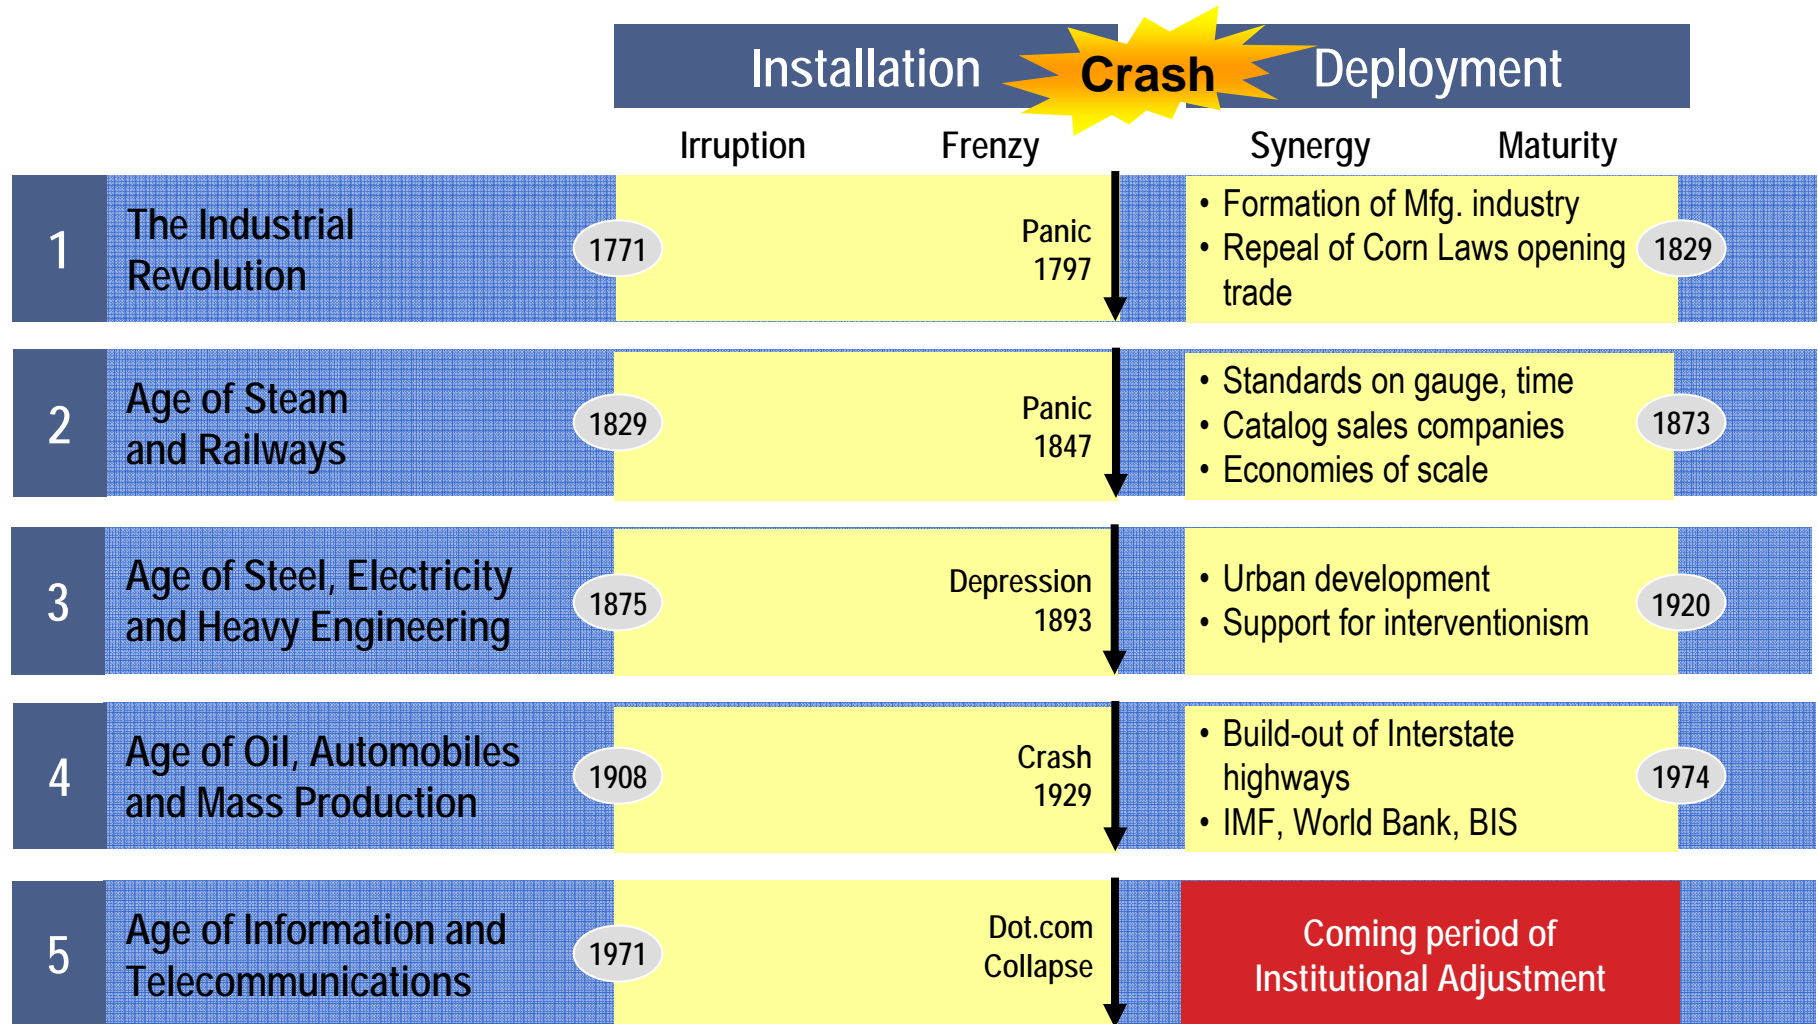 Installation
Crash
Deployment
Irruption
Frenzy
Synergy
Maturity
1
The Industrial
Revolution
1771
Panic
1797
• Formation of Mfg. industry
• Repeal of Corn Laws opening
trade
1829
2
Age of Steam
and Railways
1829
Panic
1847
• Standards on gauge, time
• Catalog sales companies
• Economies of scale
1873
3
Age of Steel, Electricity
and Heavy Engineering
1875
Depression
1893
• Urban development
• Support for interventionism
1920
4
Age of Oil, Automobiles
and Mass Production
1908
Crash
1929
• Build-out of Interstate
highways
• IMF, World Bank, BIS
1974
5
Age of Information and
Telecommunications
1971
Dot.com
Collapse
Coming period of
Institutional Adjustment